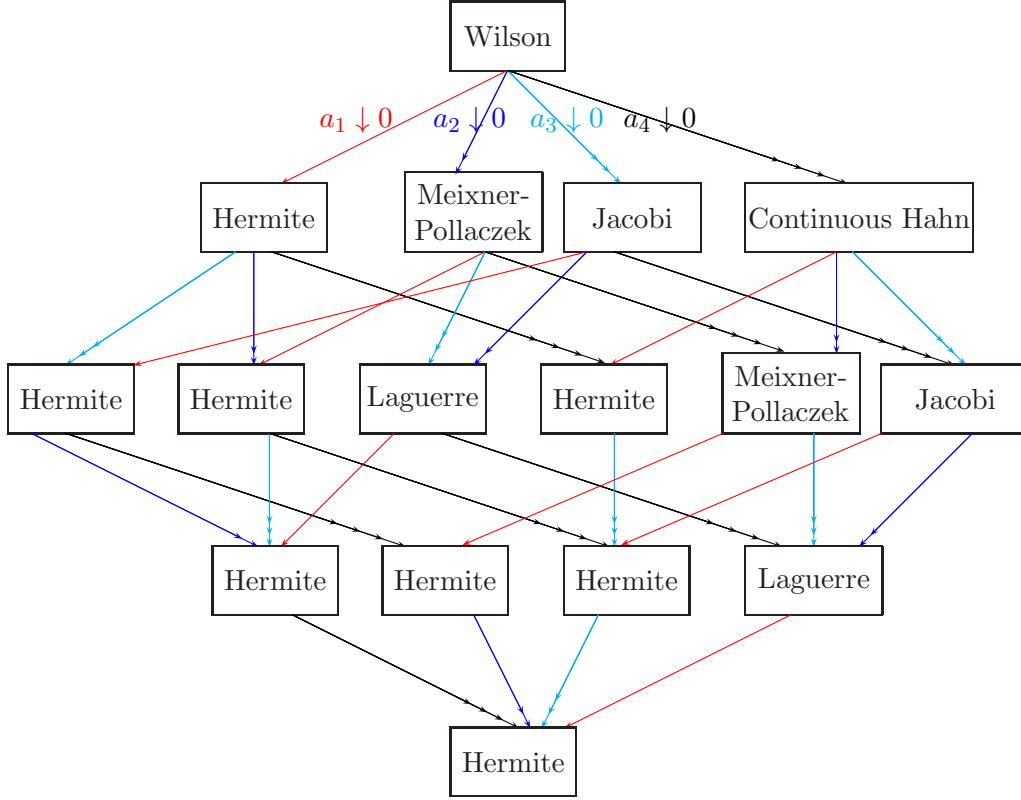 Wilson
a₁ ↓ 0
a₂ ↓ 0
a₃ ↓ 0
a₄ ↓ 0
Hermite
Meixner-
Pollaczek
Jacobi
Continuous Hahn
Hermite
Hermite
Laguerre
Hermite
Meixner-
Pollaczek
Jacobi
Hermite
Hermite
Hermite
Laguerre
Hermite